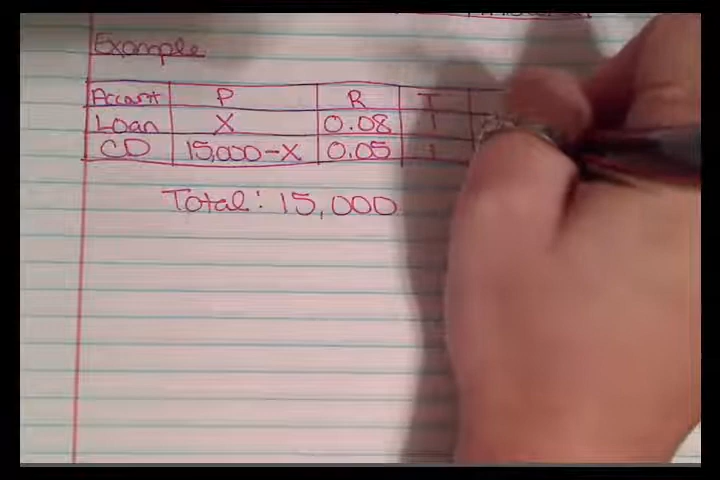 Example
Account P R T
Loan X 0.08 1
CD 15,000-X 0.05 1
Total: 15,000